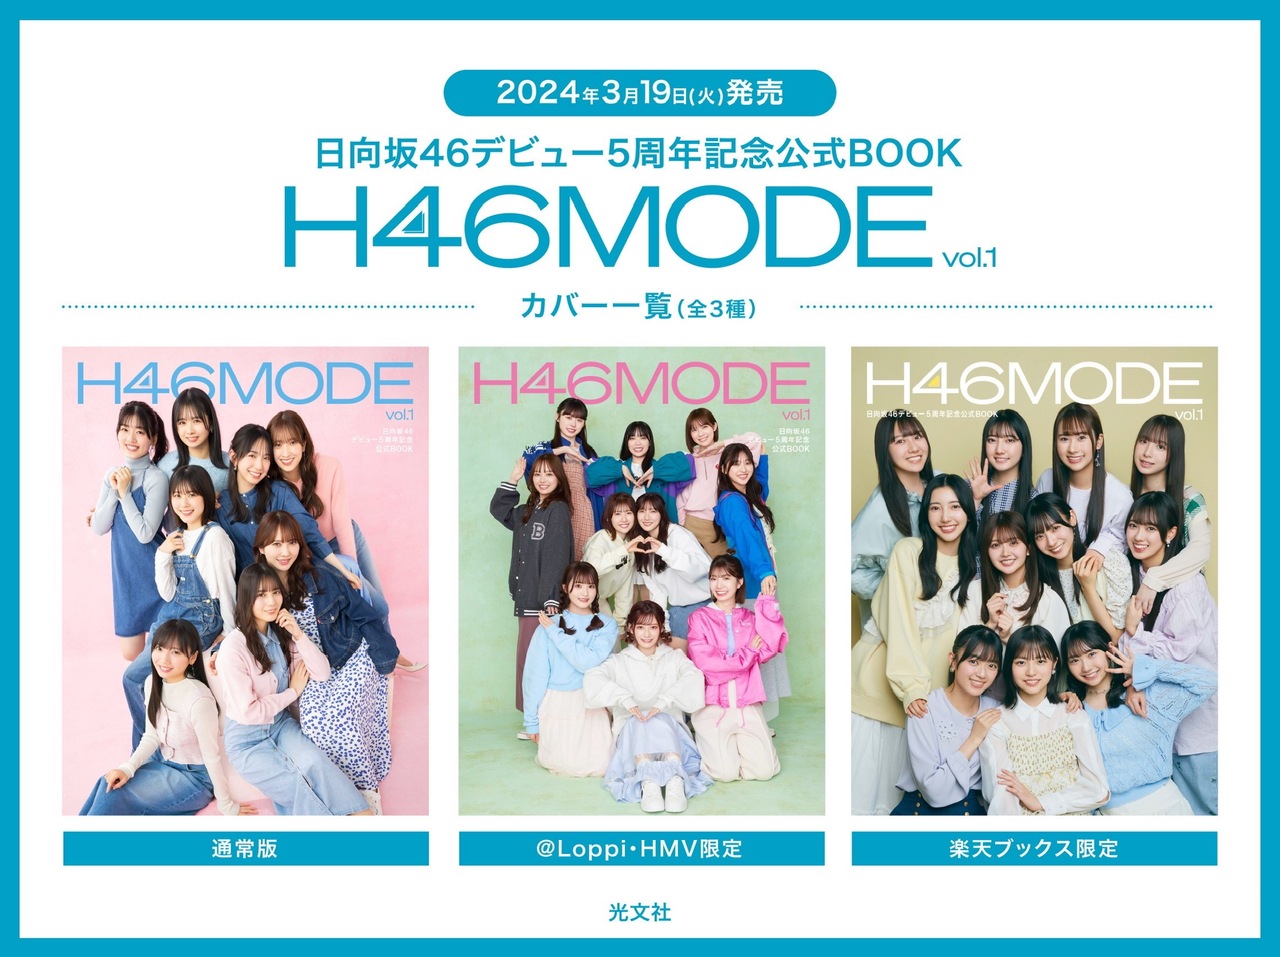 2024年3月19日(火)発売
日向坂46デビュー5周年記念公式BOOK
H46MODE vol.1
カバー一覧(全3種)
H46MODE
vol.1
日向坂46
デビュー5周年記念
公式BOOK
H46MODE
vol.1
日向坂46
デビュー5周年記念
公式BOOK
B
H46MODE
日向坂46デビュー5周年記念公式BOOK
vol.1
通常版
@Loppi・HMV限定
楽天ブックス限定
光文社